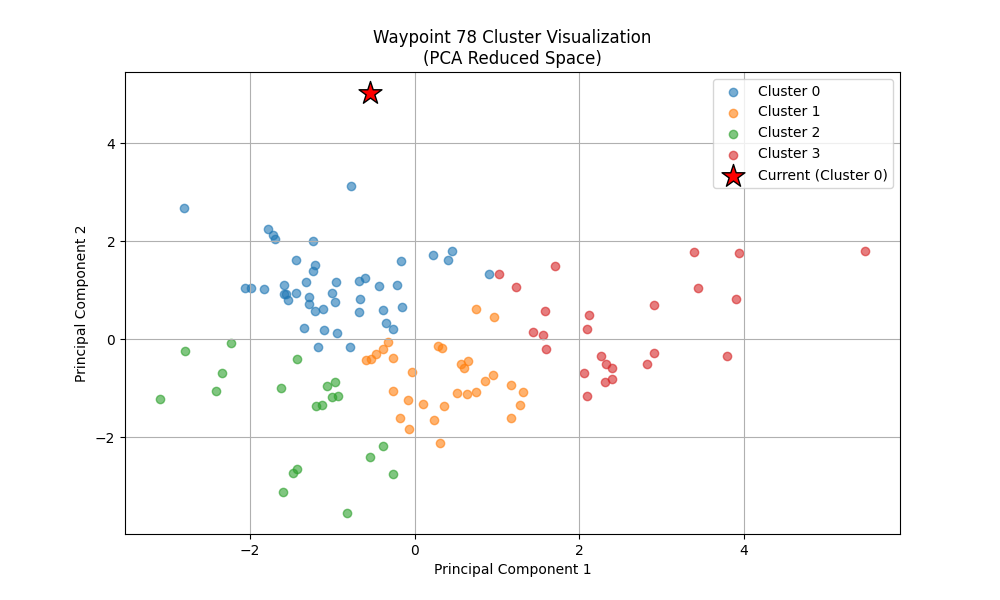 Waypoint 78 Cluster Visualization
(PCA Reduced Space)
Cluster 0
Cluster 1
Cluster 2
Cluster 3
Current (Cluster 0)
Principal Component 2
4
2
0
−2
−2
0
2
4
Principal Component 1